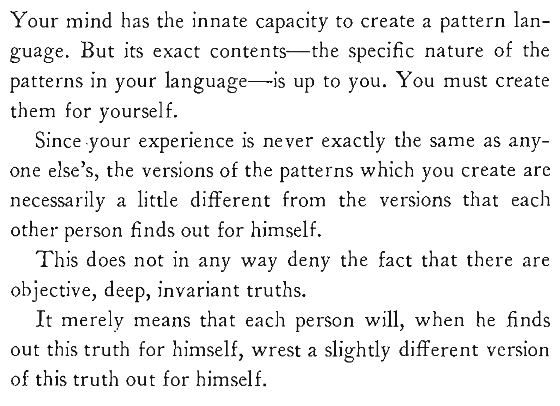 Your mind has the innate capacity to create a pattern lan-
guage. But its exact contents—the specific nature of the
patterns in your language—is up to you. You must create
them for yourself.
Since your experience is never exactly the same as any-
one else's, the versions of the patterns which you create are
necessarily a little different from the versions that each
other person finds out for himself.
This does not in any way deny the fact that there are
objective, deep, invariant truths.
It merely means that each person will, when he finds
out this truth for himself, wrest a slightly different version
of this truth out for himself.